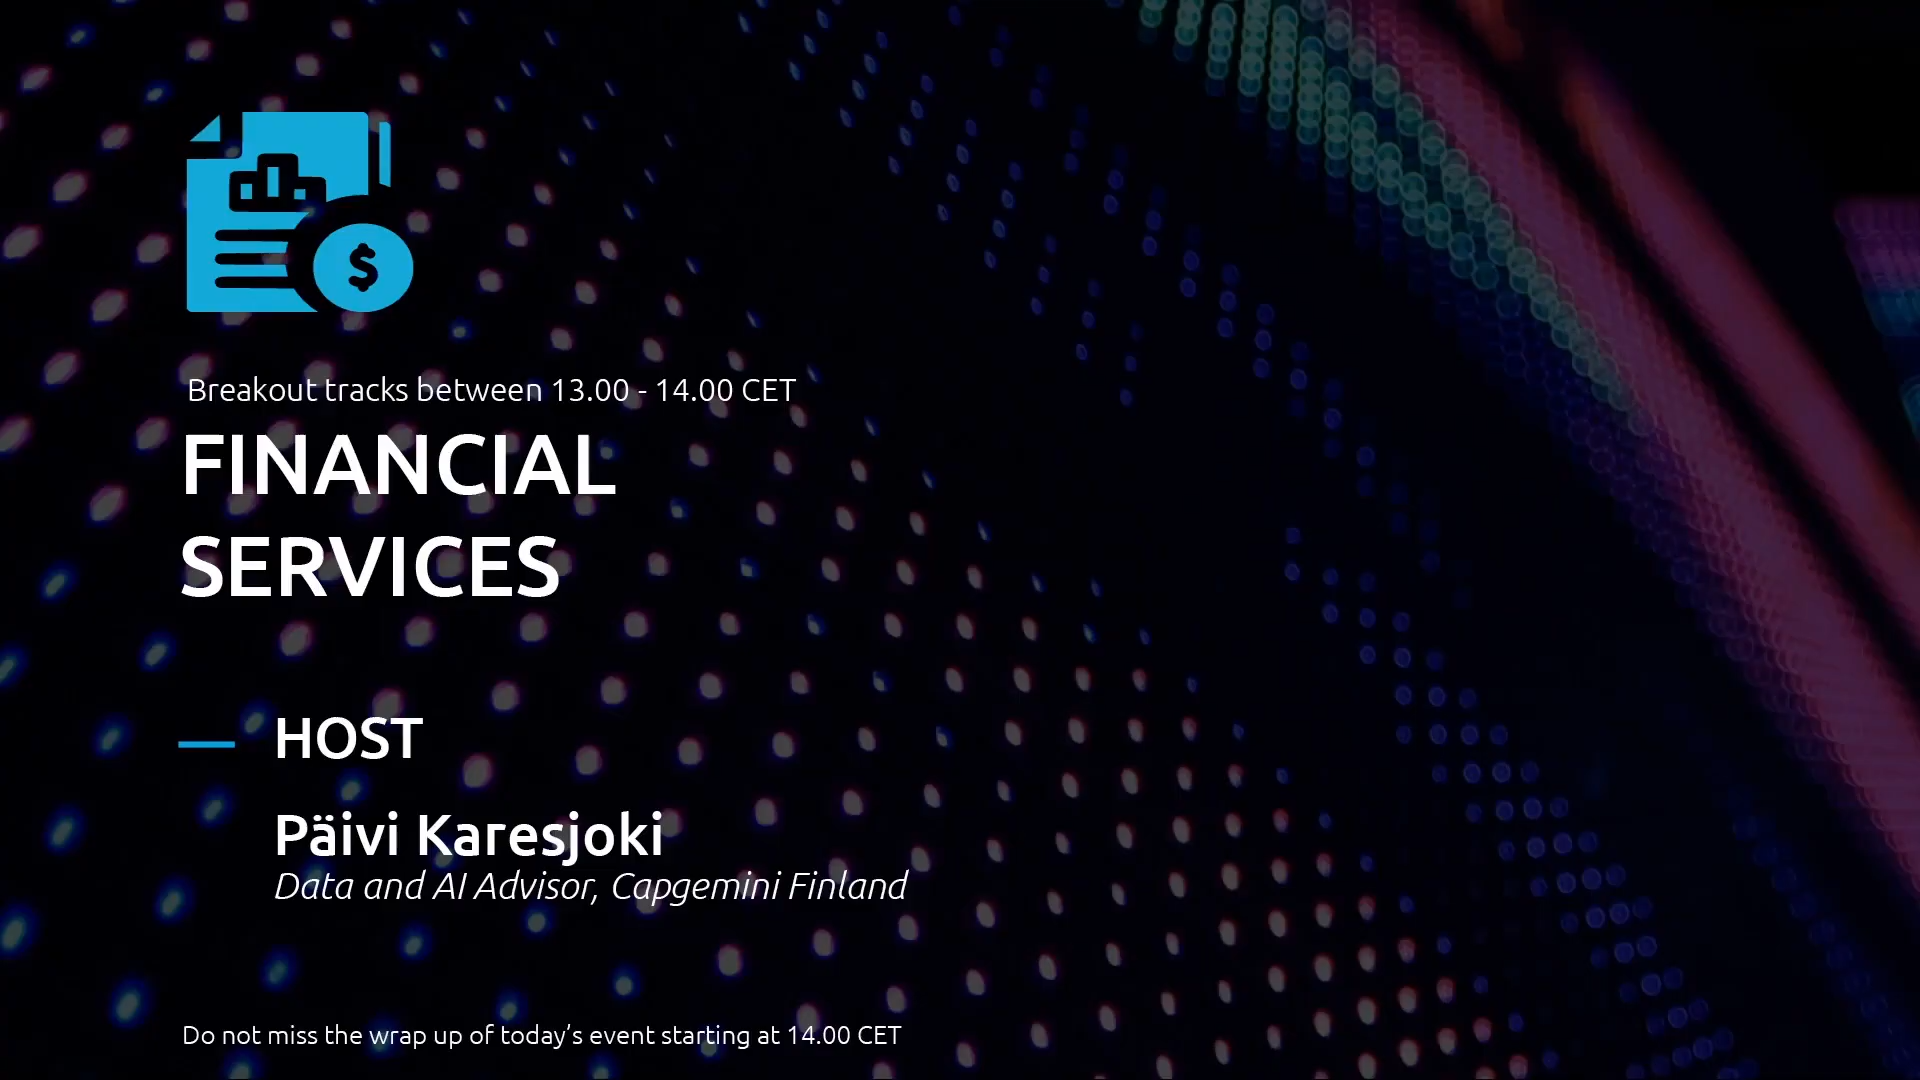 Breakout tracks between 13.00 - 14.00 CET
FINANCIAL
SERVICES
HOST
Päivi Karesjoki
Data and AI Advisor, Capgemini Finland
Do not miss the wrap up of today’s event starting at 14.00 CET